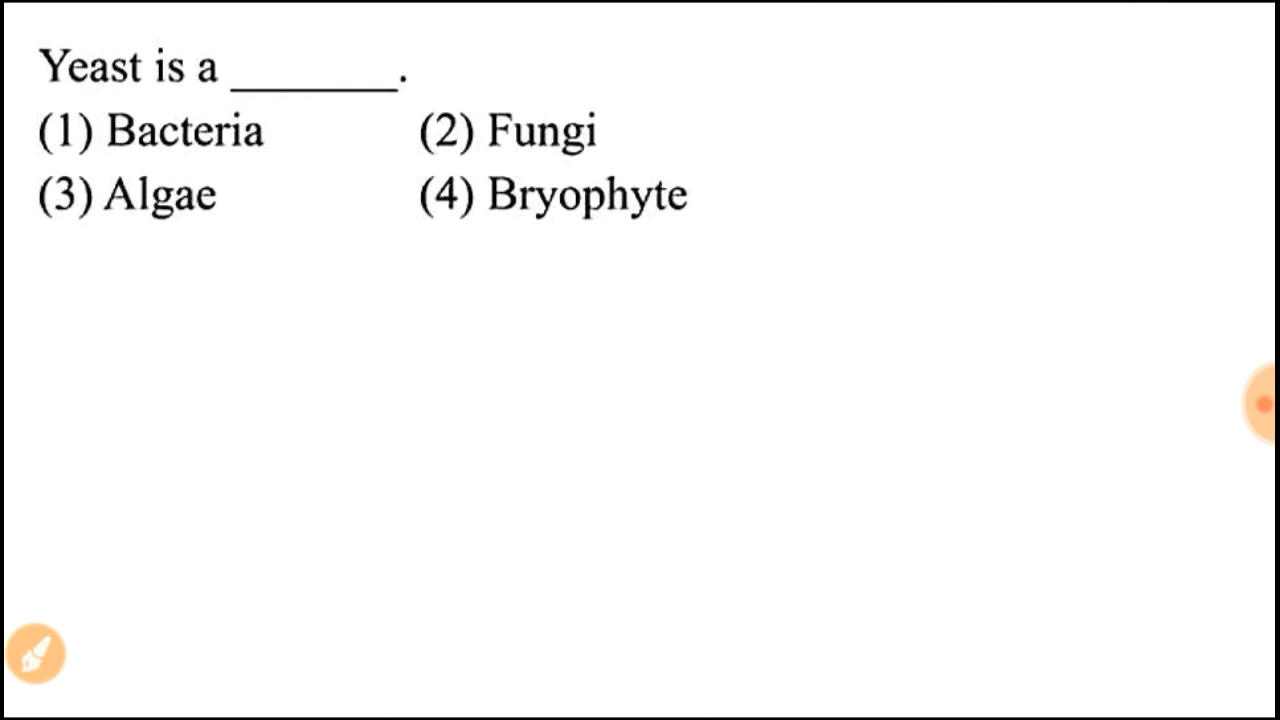 Yeast is a ________.
(1) Bacteria (2) Fungi
(3) Algae (4) Bryophyte